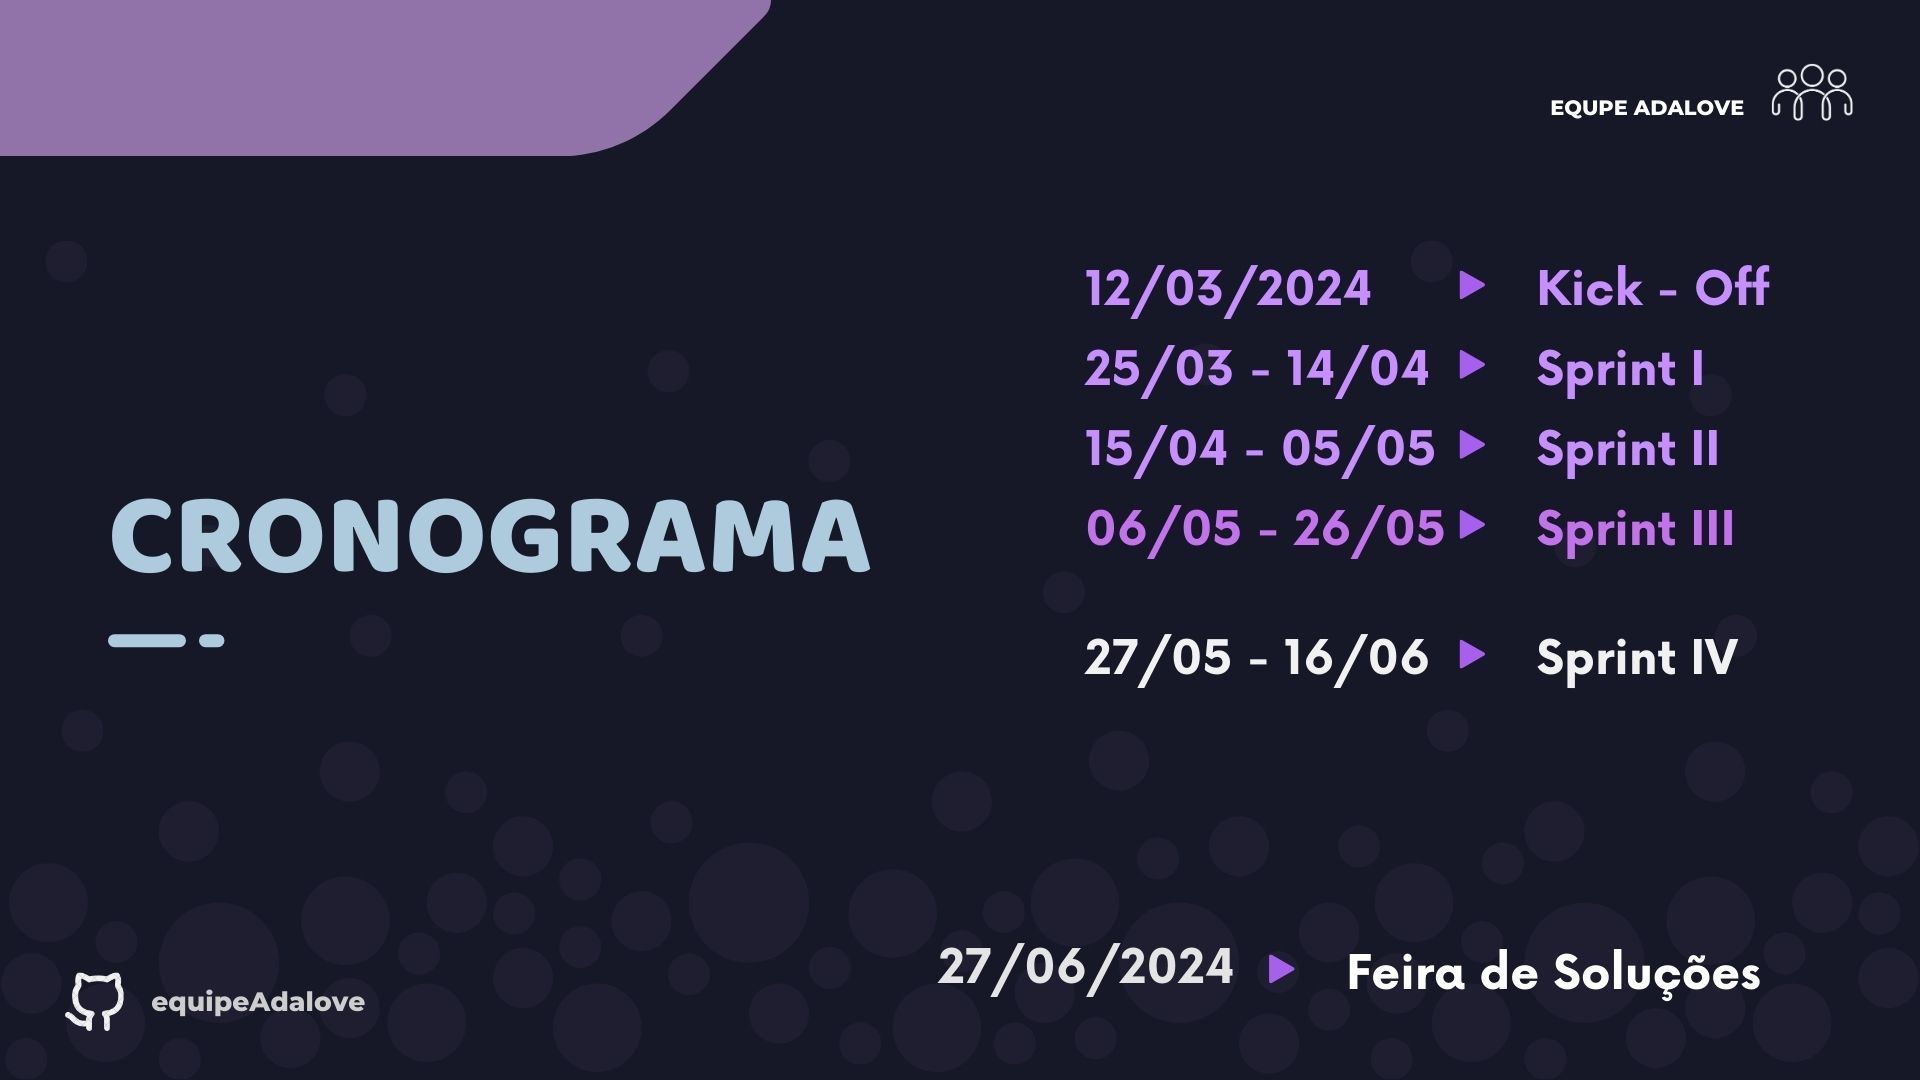 EQUPE ADALOVE
12/03/2024 Kick - Off
25/03 - 14/04 Sprint I
15/04 - 05/05 Sprint II
06/05 - 26/05 Sprint III
CRONOGRAMA
27/05 - 16/06 Sprint IV
27/06/2024 Feira de Soluções
equipeAdalove